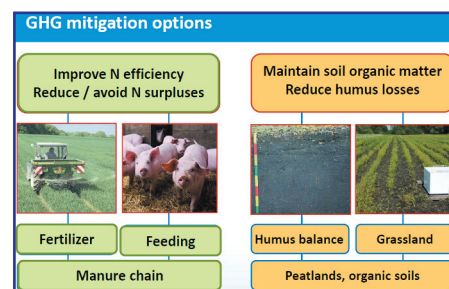 GHG mitigation options
Improve N efficiency
Reduce / avoid N surpluses
Maintain soil organic matter
Reduce humus losses
Fertilizer
Feeding
Humus balance
Grassland
Manure chain
Peatlands, organic soils